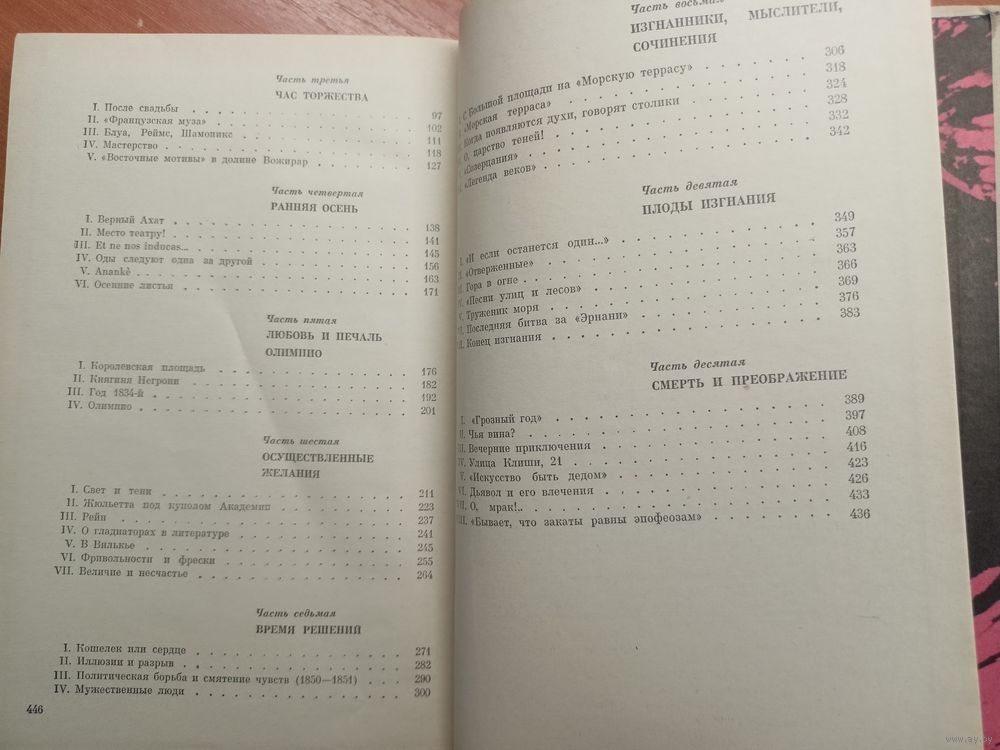 Часть третья
ЧАС ТОРЖЕСТВА
I. После свадьбы . . . 97
II. «Французская муза» . . . 102
III. Блуа, Реймс, Шамоникс . . . 111
IV. Мастерство . . . 118
V. «Восточные мотивы» в долине Вожирар . . . 127
Часть четвертая
РАННЯЯ ОСЕНЬ
I. Верный Ахат . . . 138
II. Место театру! . . . 141
III. Et ne nos inducas... . . . 145
IV. Оды следуют одна за другой . . . 156
V. Ananké . . . 163
VI. Осенние листья . . . 171
Часть пятая
ЛЮБОВЬ И ПЕЧАЛЬ
ОЛИМПИО
I. Королевская площадь . . . 176
II. Княгиня Негрони . . . 182
III. Год 1834-й . . . 192
IV. Олимпио . . . 201
Часть шестая
ОСУЩЕСТВЛЕННЫЕ
ЖЕЛАНИЯ
I. Свет и тени . . . 211
II. Жюльетта под куполом Академии . . . 223
III. Рейн . . . 237
IV. О гладиаторах в литературе . . . 241
V. В Вилькье . . . 245
VI. Фривольности и фрески . . . 255
VII. Величие и несчастье . . . 264
Часть седьмая
ВРЕМЯ РЕШЕНИЙ
I. Кошелек или сердце . . . 271
II. Иллюзии и разрыв . . . 282
III. Политическая борьба и смятение чувств (1850—1851) . . . 290
IV. Мужественные люди . . . 300
446
Часть восьмая
ИЗГНАННИКИ, МЫСЛИТЕЛИ,
СОЧИНЕНИЯ
С Большой площади на «Морскую террасу» . . . 306
«Морская терраса» . . . 318
Когда появляются духи, говорят столики . . . 324
О, царство теней! . . . 328
«Созерцания» . . . 332
«Легенда веков» . . . 342
Часть девятая
ПЛОДЫ ИЗГНАНИЯ
I. «И если останется один...» . . . 349
II. «Отверженные» . . . 357
Гора в огне . . . 363
V. «Песни улиц и лесов» . . . 366
V. Труженик моря . . . 369
I. Последняя битва за «Эрнани» . . . 376
I. Конец изгнания . . . 383
Часть десятая
СМЕРТЬ И ПРЕОБРАЖЕНИЕ
I. «Грозный год» . . . 389
II. Чья вина? . . . 397
III. Вечерние приключения . . . 408
IV. Улица Клиши, 21 . . . 416
V. «Искусство быть дедом» . . . 423
VI. Дьявол и его влечения . . . 426
II. О, мрак!.. . . . 433
III. «Бывает, что закаты равны эпофеозам» . . . 436
www.ay.by